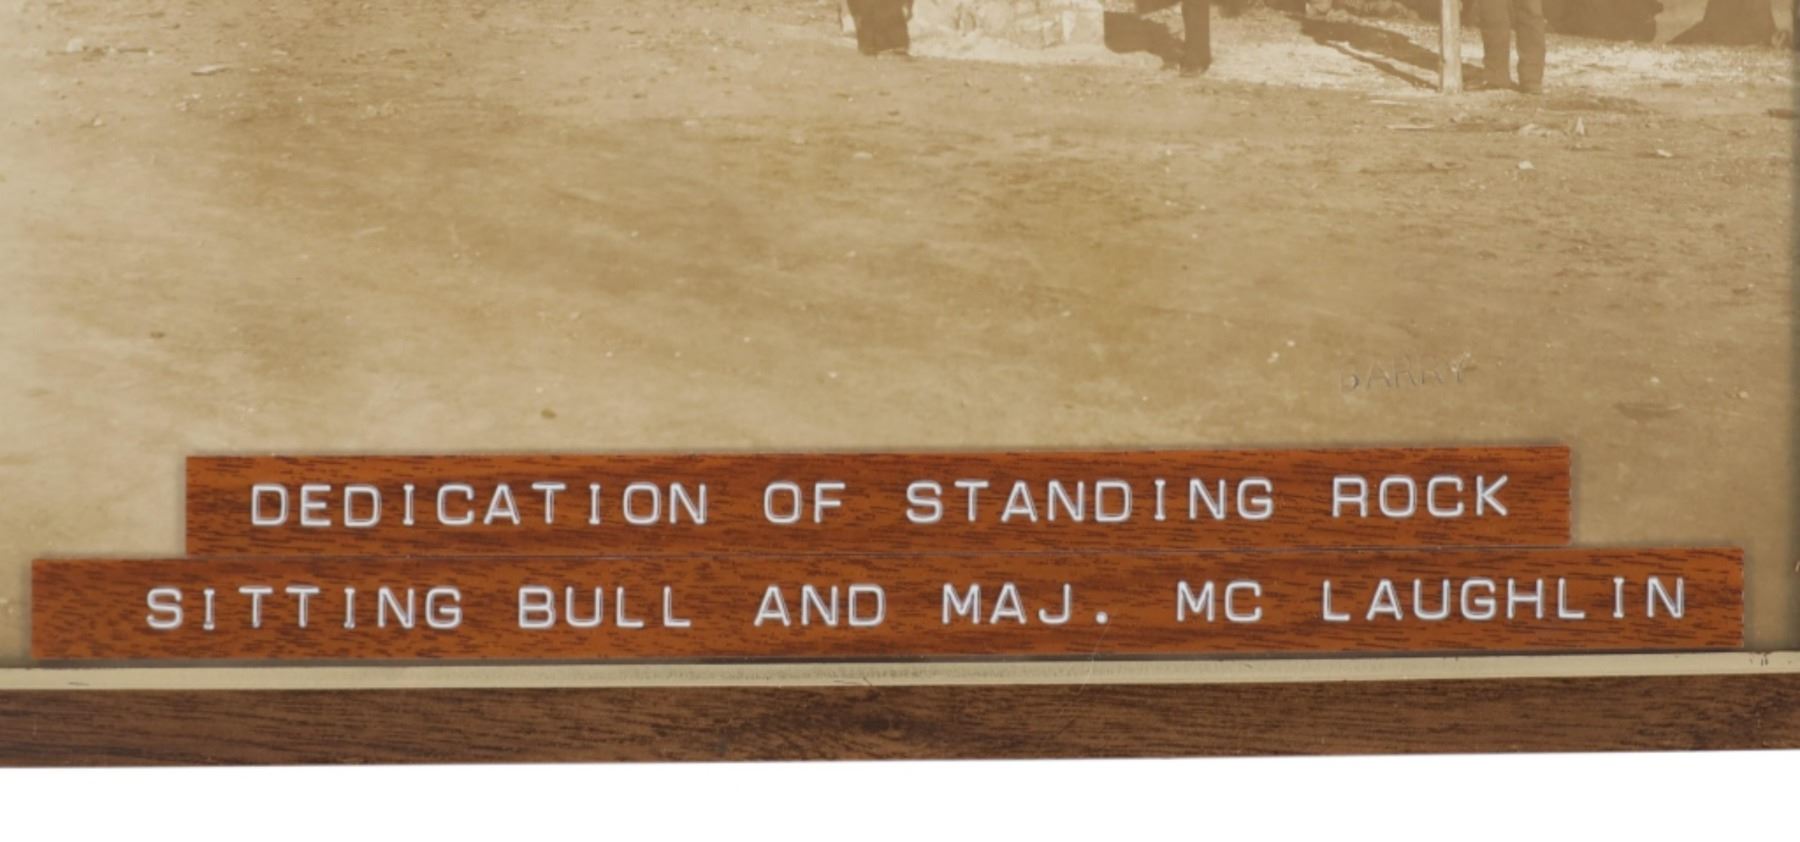 BARRY
DEDICATION OF STANDING ROCK
SITTING BULL AND MAJ. MC LAUGHLIN